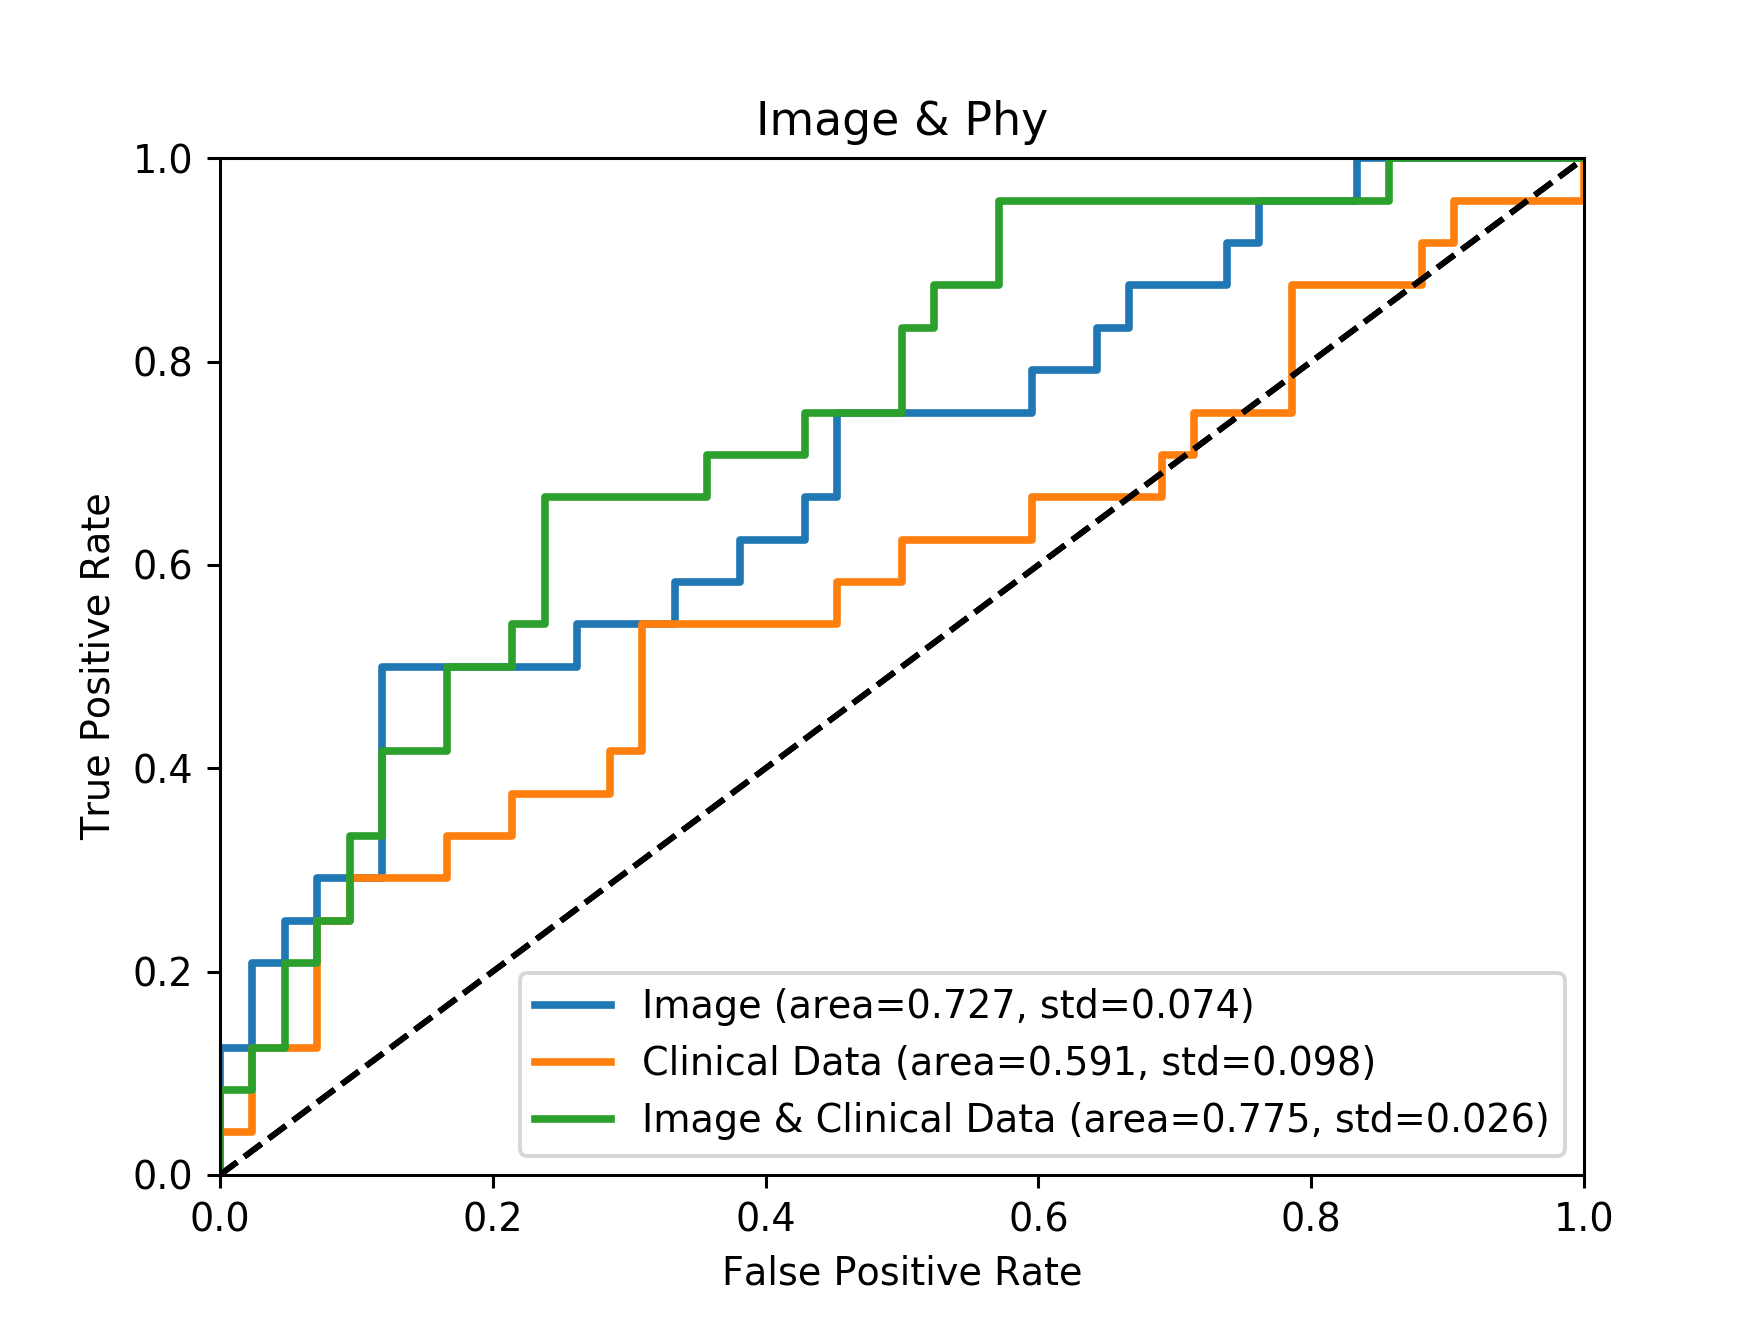 Image & Phy
1.0
0.8
0.6
0.4
0.2
0.0
True Positive Rate
Image (area=0.727, std=0.074)
Clinical Data (area=0.591, std=0.098)
Image & Clinical Data (area=0.775, std=0.026)
0.0 0.2 0.4 0.6 0.8 1.0
False Positive Rate